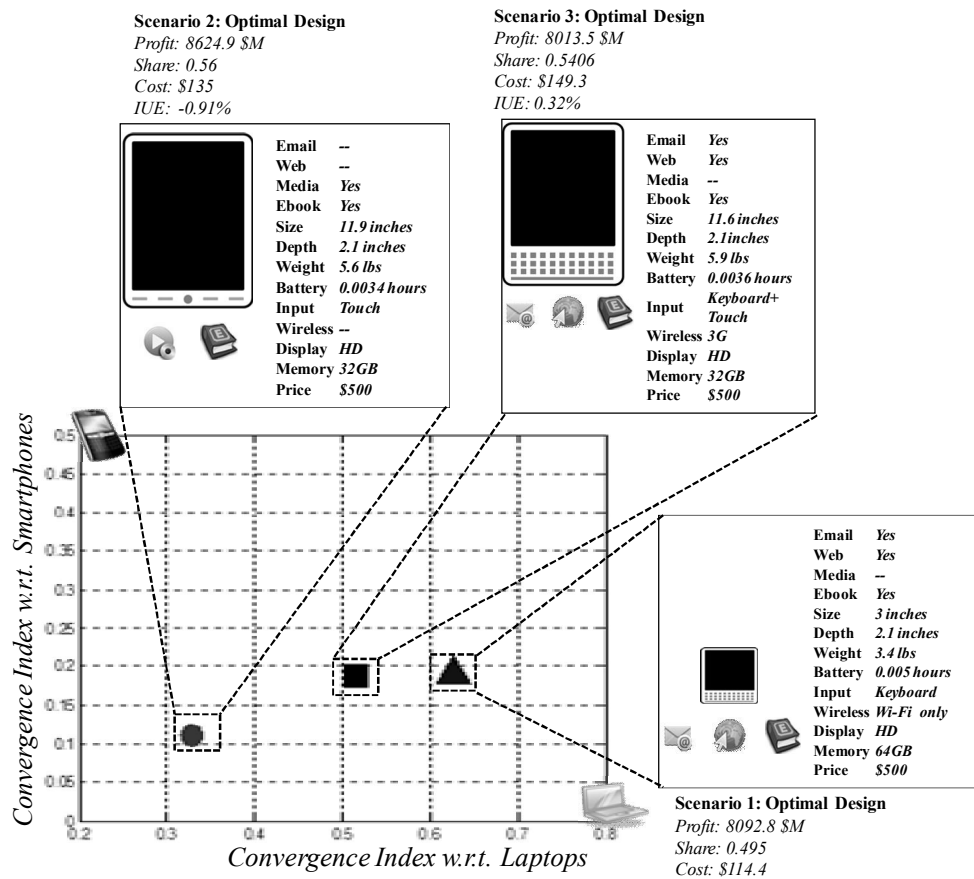 Scenario 2: Optimal Design
Profit: 8624.9 $M
Share: 0.56
Cost: $135
IUE: -0.91%
Email --
Web --
Media Yes
Ebook Yes
Size 11.9 inches
Depth 2.1 inches
Weight 5.6 lbs
Battery 0.0034 hours
Input Touch
Wireless --
Display HD
Memory 32GB
Price $500
Scenario 3: Optimal Design
Profit: 8013.5 $M
Share: 0.5406
Cost: $149.3
IUE: 0.32%
Email Yes
Web Yes
Media --
Ebook Yes
Size 11.6 inches
Depth 2.1inches
Weight 5.9 lbs
Battery 0.0036 hours
Input Keyboard+
Touch
Wireless 3G
Display HD
Memory 32GB
Price $500
Convergence Index w.r.t. Smartphones
0.5
0.45
0.4
0.35
0.3
0.25
0.2
0.15
0.1
0.05
0
0.2 0.3 0.4 0.5 0.6 0.7 0.8
Convergence Index w.r.t. Laptops
Email Yes
Web Yes
Media --
Ebook Yes
Size 3 inches
Depth 2.1 inches
Weight 3.4 lbs
Battery 0.005 hours
Input Keyboard
Wireless Wi-Fi only
Display HD
Memory 64GB
Price $500
Scenario 1: Optimal Design
Profit: 8092.8 $M
Share: 0.495
Cost: $114.4